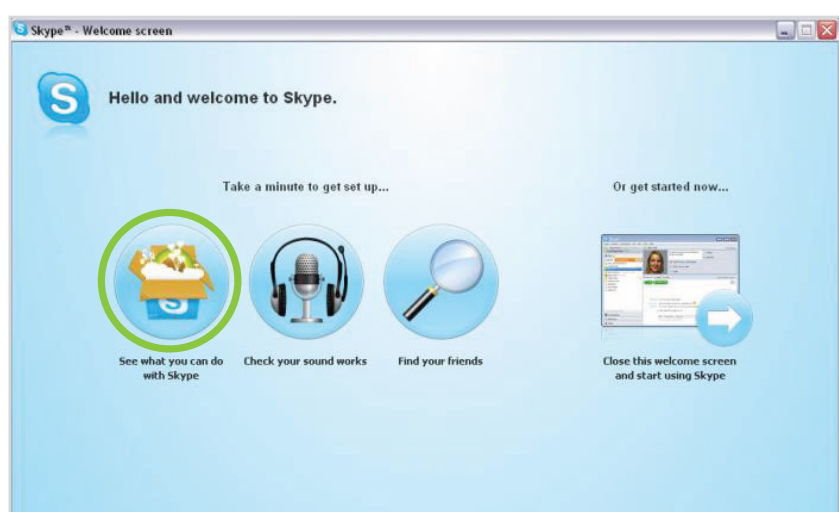 Skype™ - Welcome screen
S
Hello and welcome to Skype.
Take a minute to get set up...
Or get started now...
See what you can do
with Skype
Check your sound works
Find your friends
Close this welcome screen
and start using Skype